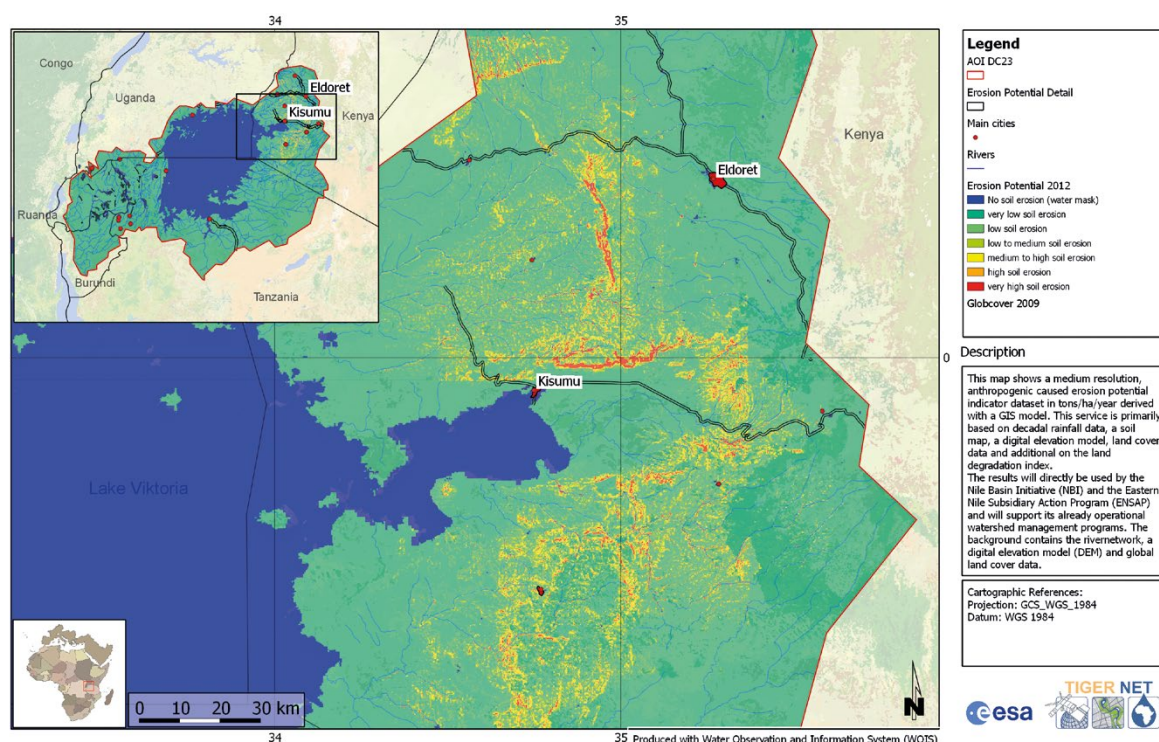 34
35
Congo
Uganda
Eldoret
Kisumu
Kenya
Ruanda
Burundi
Tanzania
Kenya
Eldoret
Kisumu
Lake Viktoria
0
0 10 20 30 km
N
34
35
Produced with Water Observation and Information System (WOIS)
Legend
AOI DC23
Erosion Potential Detail
Main cities
Rivers
Erosion Potential 2012
No soil erosion (water mask)
very low soil erosion
low soil erosion
low to medium soil erosion
medium to high soil erosion
high soil erosion
very high soil erosion
Globcover 2009
Description
This map shows a medium resolution,
anthropogenic caused erosion potential
indicator dataset in tons/ha/year derived
with a GIS model. This service is primarily
based on decadal rainfall data, a soil
map, a digital elevation model, land cover
data and additional on the land
degradation index.
The results will directly be used by the
Nile Basin Initiative (NBI) and the Eastern
Nile Subsidiary Action Program (ENSAP)
and will support its already operational
watershed management programs. The
background contains the rivernetwork, a
digital elevation model (DEM) and global
land cover data.
Cartographic References:
Projection: GCS_WGS_1984
Datum: WGS 1984
esa
TIGER NET